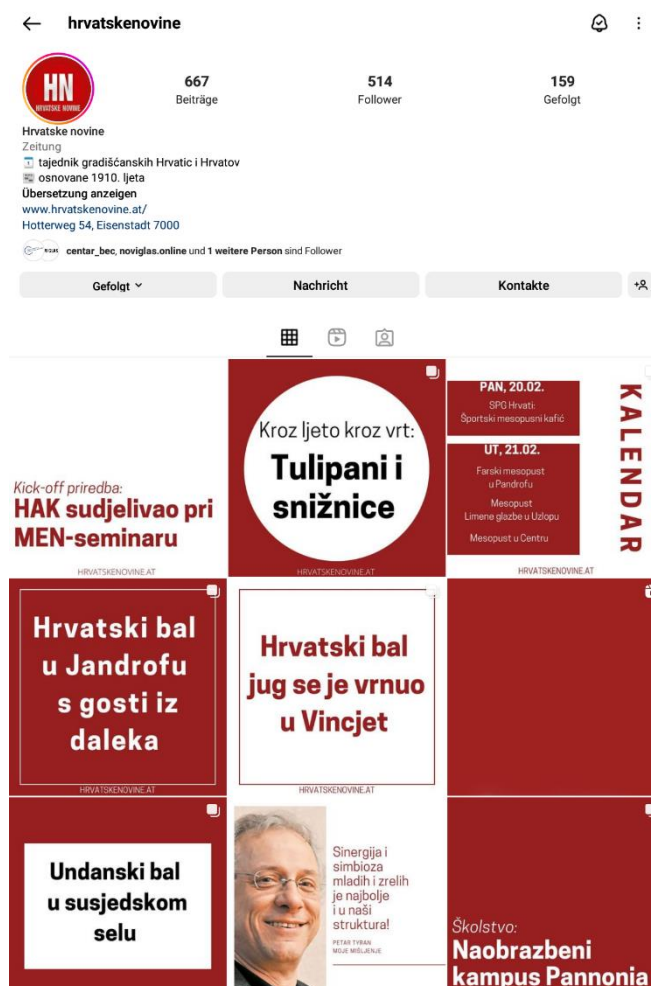 hrvatskenovine
HN
HRVATSKE NOVINE
667
Beiträge
514
Follower
159
Gefolgt
Hrvatske novine
Zeitung
tajednik gradišćanskih Hrvatic i Hrvatov
osnovane 1910. ljeta
Übersetzung anzeigen
www.hrvatskenovine.at/
Hotterweg 54, Eisenstadt 7000
centar_bec, noviglas.online und 1 weitere Person sind Follower
Gefolgt
Nachricht
Kontakte
Kick-off priredba:
HAK sudjelivao pri
MEN-seminaru
HRVATSKENOVINE.AT
Kroz ljeto kroz vrt:
Tulipani i
snižnice
HRVATSKENOVINE.AT
PAN, 20.02.
SPG Hrvati:
Športski mesopusni kafić
UT, 21.02.
Farski mesopust
u Pandrofu
Mesopust
Limene glazbe u Uzlopu
Mesopust u Centru
KALENDAR
HRVATSKENOVINE.AT
Hrvatski bal
u Jandrofu
s gosti iz
daleka
HRVATSKENOVINE.AT
Hrvatski bal
jug se je vrnuo
u Vincjet
HRVATSKENOVINE.AT
Undanski bal
u susjedskom
selu
Sinergija i
simbioza
mladih i zrelih
je najbolje
i u naši
struktura!
PETAR TYRAN
MOJE MIŠLJENJE
Školstvo:
Naobrazbeni
kampus Pannonia